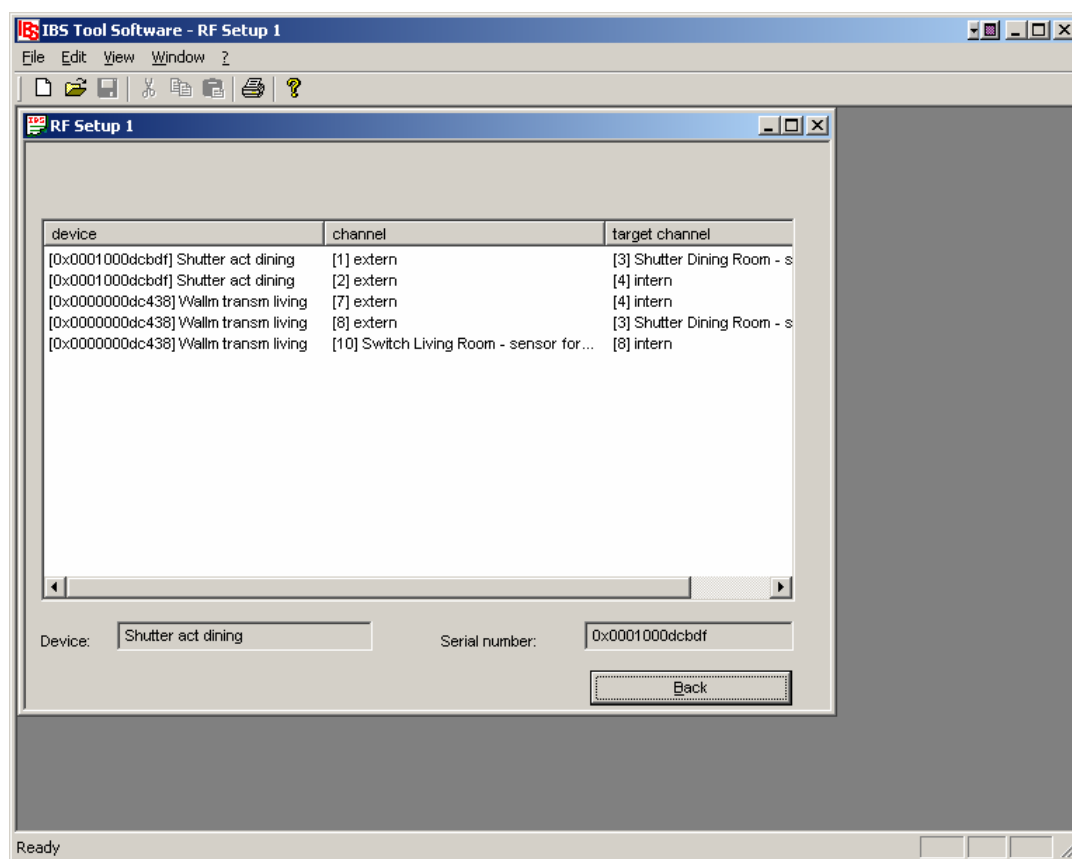 IBS IBS Tool Software - RF Setup 1
File Edit View Window ?
IBS RF Setup 1
device channel target channel
[0x0001000dcbdf] Shutter act dining [1] extern [3] Shutter Dining Room - s
[0x0001000dcbdf] Shutter act dining [2] extern [4] intern
[0x0000000dc438] Wallm transm living [7] extern [4] intern
[0x0000000dc438] Wallm transm living [8] extern [3] Shutter Dining Room - s
[0x0000000dc438] Wallm transm living [10] Switch Living Room - sensor for... [8] intern
Device: Shutter act dining Serial number: 0x0001000dcbdf
Back
Ready